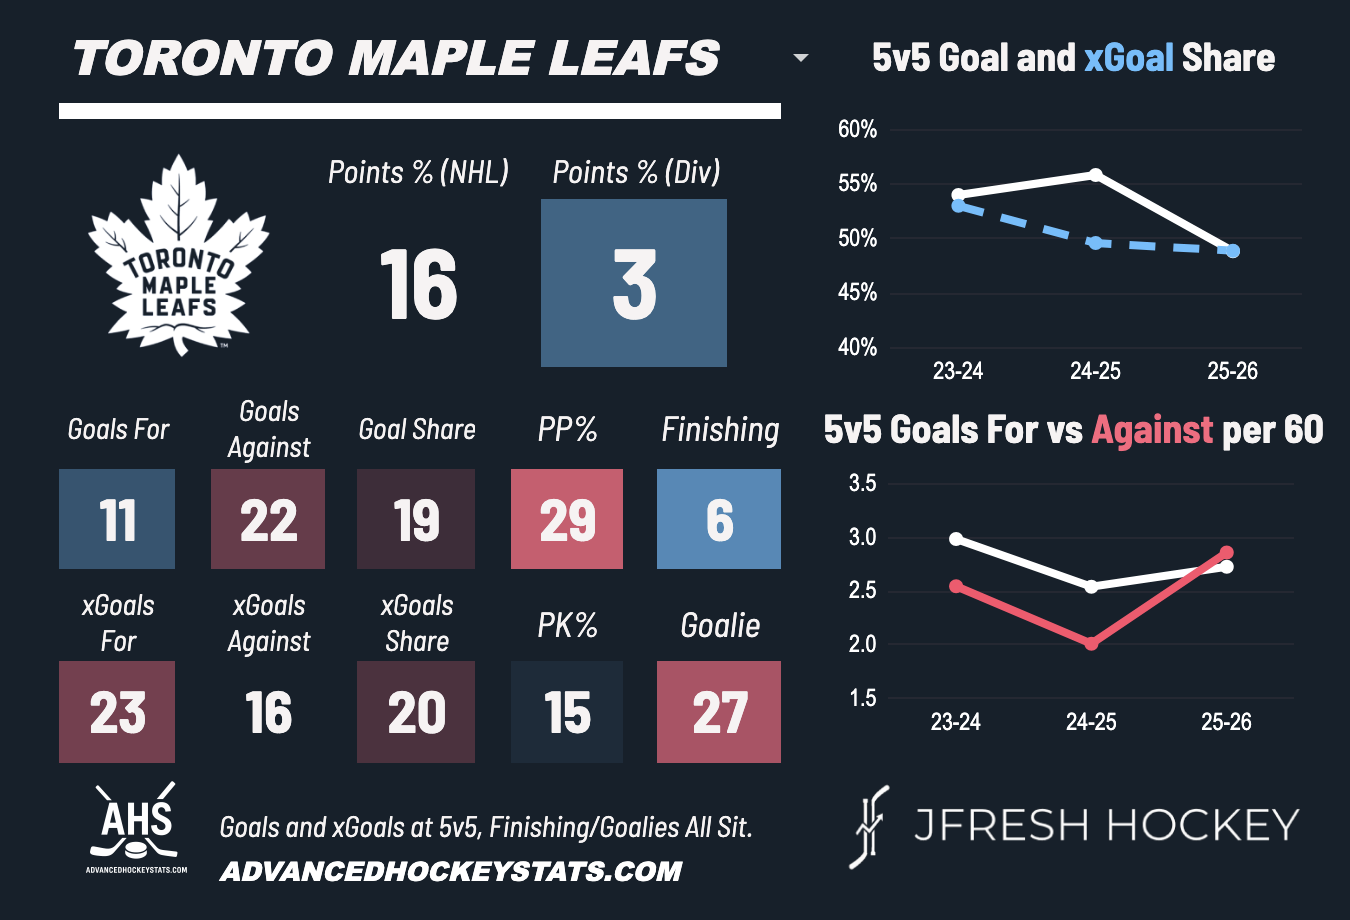 TORONTO MAPLE LEAFS
Points % (NHL)
Points % (Div)
TORONTO
MAPLE
LEAFS
TM
16
3
Goals For
Goals
Against
Goal Share
PP%
Finishing
11
22
19
29
6
xGoals
For
xGoals
Against
xGoals
Share
PK%
Goalie
23
16
20
15
27
AHS
ADVANCEDHOCKEYSTATS.COM
Goals and xGoals at 5v5, Finishing/Goalies All Sit.
ADVANCEDHOCKEYSTATS.COM
5v5 Goal and xGoal Share
60%
55%
50%
45%
40%
23-24
24-25
25-26
5v5 Goals For vs Against per 60
3.5
3.0
2.5
2.0
1.5
23-24
24-25
25-26
JFRESH HOCKEY